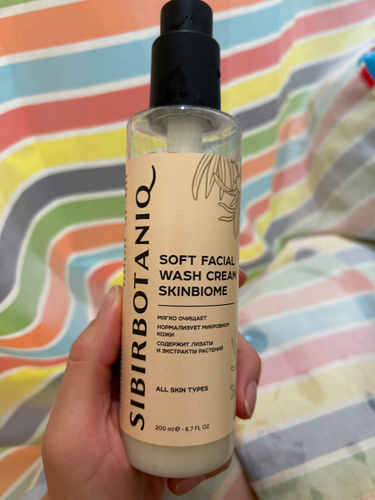 SIBIRBOTANIQ
SOFT FACIAL
WASH CREAM
SKINBIOME
МЯГКО ОЧИЩАЕТ
НОРМАЛИЗУЕТ МИКРОБИОМ
КОЖИ
СОДЕРЖИТ ЛИЗАТЫ
И ЭКСТРАКТЫ РАСТЕНИЙ
ALL SKIN TYPES
200 ml ℮ - 6.7 FL OZ